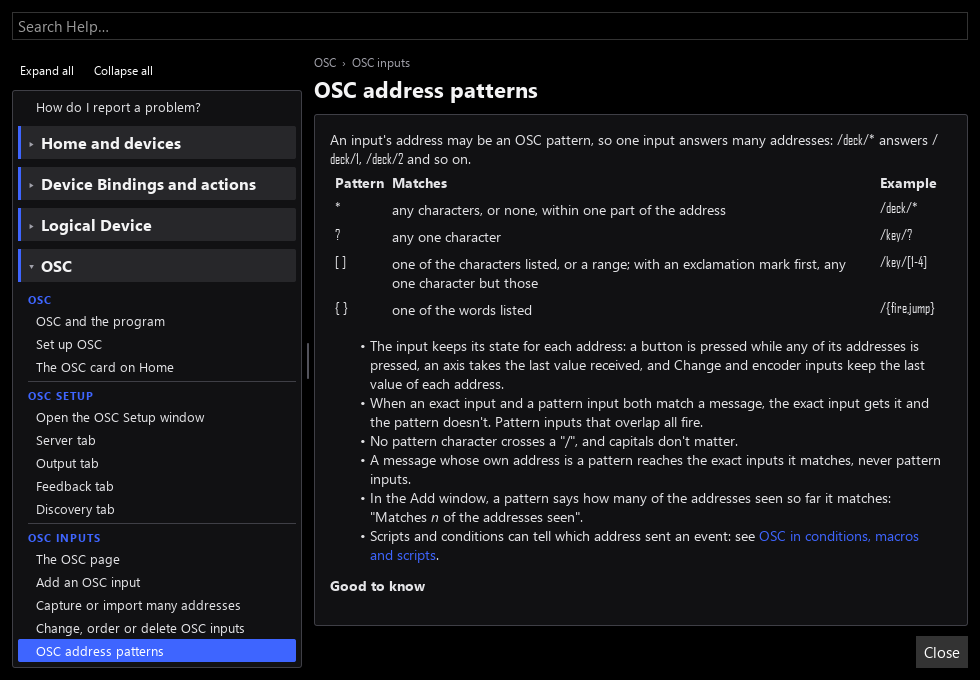 Search Help...
Expand all
Collapse all
How do I report a problem?
Home and devices
Device Bindings and actions
Logical Device
OSC
OSC
OSC and the program
Set up OSC
The OSC card on Home
OSC SETUP
Open the OSC Setup window
Server tab
Output tab
Feedback tab
Discovery tab
OSC INPUTS
The OSC page
Add an OSC input
Capture or import many addresses
Change, order or delete OSC inputs
OSC address patterns
OSC › OSC inputs
OSC address patterns
An input's address may be an OSC pattern, so one input answers many addresses: /deck/* answers /
deck/1, /deck/2 and so on.
Pattern Matches Example
* any characters, or none, within one part of the address /deck/*
? any one character /key/?
[ ] one of the characters listed, or a range; with an exclamation mark first, any /key/[1-4]
one character but those
{ } one of the words listed /{fire,jump}
• The input keeps its state for each address: a button is pressed while any of its addresses is
pressed, an axis takes the last value received, and Change and encoder inputs keep the last
value of each address.
• When an exact input and a pattern input both match a message, the exact input gets it and
the pattern doesn't. Pattern inputs that overlap all fire.
• No pattern character crosses a "/", and capitals don't matter.
• A message whose own address is a pattern reaches the exact inputs it matches, never pattern
inputs.
• In the Add window, a pattern says how many of the addresses seen so far it matches:
"Matches n of the addresses seen".
• Scripts and conditions can tell which address sent an event: see OSC in conditions, macros
and scripts.
Good to know
Close